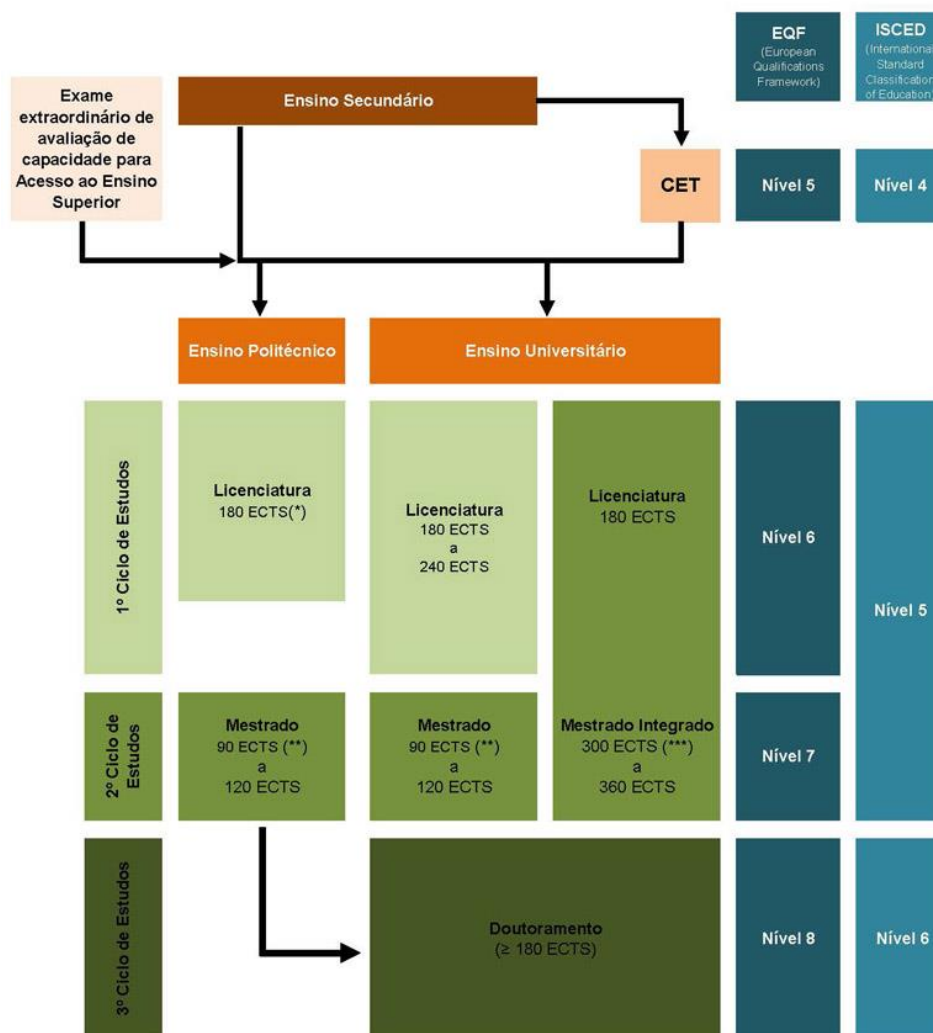 EQF
(European
Qualifications
Framework)
ISCED
(International
Standard
Classification
of Education)
Exame
extraordinário de
avaliação de
capacidade para
Acesso ao Ensino
Superior
Ensino Secundário
CET
Nível 5
Nível 4
Ensino Politécnico
Ensino Universitário
1º Ciclo de Estudos
Licenciatura
180 ECTS(*)
Licenciatura
180 ECTS
a
240 ECTS
Licenciatura
180 ECTS
Nível 6
Nível 5
2º Ciclo de
Estudos
Mestrado
90 ECTS (**)
a
120 ECTS
Mestrado
90 ECTS (**)
a
120 ECTS
Mestrado Integrado
300 ECTS (***)
a
360 ECTS
Nível 7
3º Ciclo de Estudos
Doutoramento
(≥ 180 ECTS)
Nível 8
Nível 6